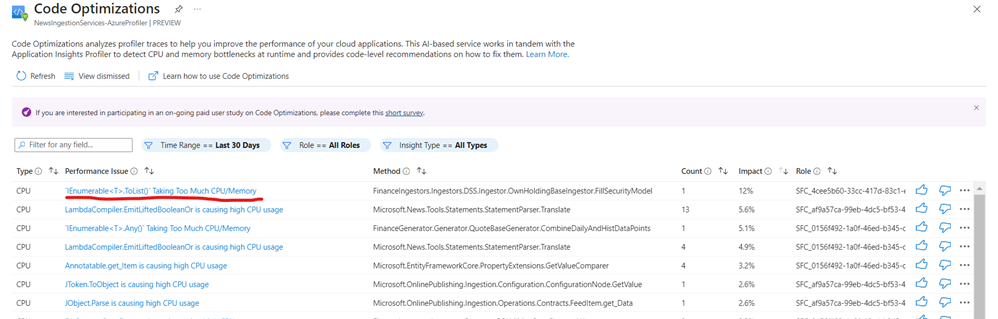 Code Optimizations
NewsIngestionServices-AzureProfiler | PREVIEW
Code Optimizations analyzes profiler traces to help you improve the performance of your cloud applications. This AI-based service works in tandem with the
Application Insights Profiler to detect CPU and memory bottlenecks at runtime and provides code-level recommendations on how to fix them. Learn More.
Refresh View dismissed Learn how to use Code Optimizations
If you are interested in participating in an on-going paid user study on Code Optimizations, please complete this short survey.
Filter for any field... Time Range == Last 30 Days Role == All Roles Insight Type == All Types
Type Performance Issue Method Count Impact Role
CPU `IEnumerable<T>.ToList()` Taking Too Much CPU/Memory FinanceIngestors.Ingestors.DSS.Ingestor.OwnHoldingBaseIngestor.FillSecurityModel 1 12% SFC_4cee5b60-33cc-417d-83c1-e
CPU LambdaCompiler.EmitLiftedBooleanOr is causing high CPU usage Microsoft.News.Tools.Statements.StatementParser.Translate 13 5.6% SFC_af9a57ca-99eb-4dc5-bf53-4
CPU `IEnumerable<T>.Any()` Taking Too Much CPU/Memory FinanceGenerator.Generator.QuoteBaseGenerator.CombineDailyAndHistDataPoints 1 5.1% SFC_0156f492-1a0f-46ed-b345-c
CPU LambdaCompiler.EmitLiftedBooleanOr is causing high CPU usage Microsoft.News.Tools.Statements.StatementParser.Translate 4 4.9% SFC_0156f492-1a0f-46ed-b345-c
CPU Annotatable.get_Item is causing high CPU usage Microsoft.EntityFrameworkCore.PropertyExtensions.GetValueComparer 4 3.2% SFC_0156f492-1a0f-46ed-b345-c
CPU JToken.ToObject is causing high CPU usage Microsoft.OnlinePublishing.Ingestion.Configuration.ConfigurationNode.GetValue 1 2.6% SFC_af9a57ca-99eb-4dc5-bf53-4
CPU JObject.Parse is causing high CPU usage Microsoft.OnlinePublishing.Ingestion.Operations.Contracts.FeedItem.get_Data 1 2.6% SFC_af9a57ca-99eb-4dc5-bf53-4